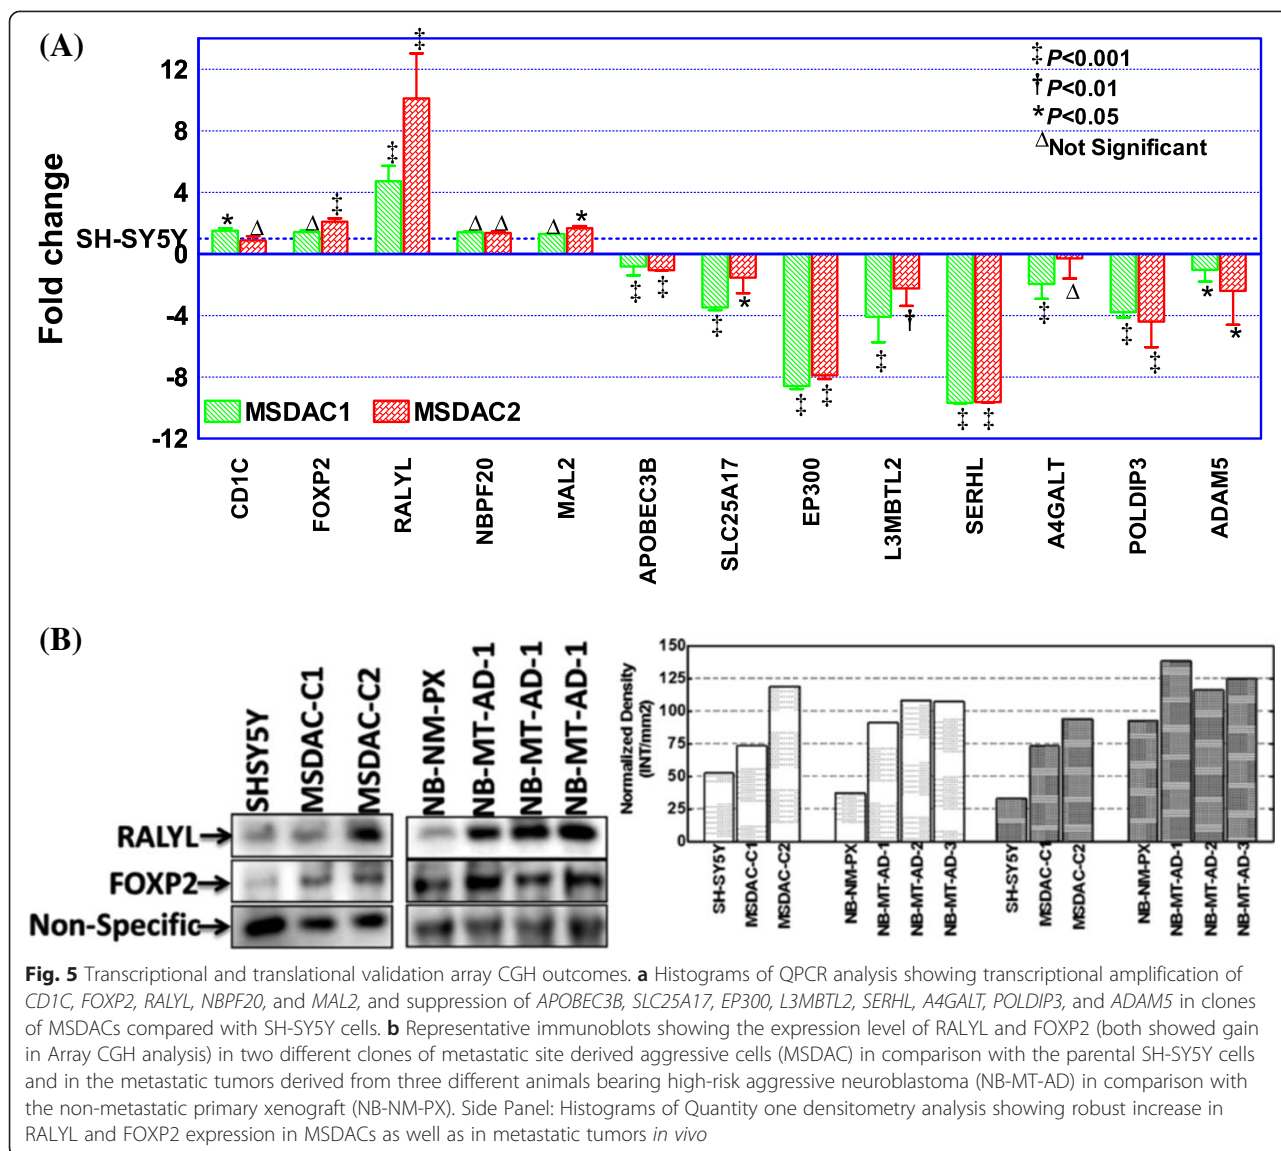 (A)
‡ P<0.001
† P<0.01
* P<0.05
Δ Not Significant
Fold change
12
8
4
SH-SY5Y
0
-4
-8
-12
* Δ Δ ‡ ‡ ‡ Δ Δ Δ * ‡ ‡ ‡ * ‡ ‡ ‡ † ‡ ‡ ‡ Δ ‡ ‡ * *
MSDAC1 MSDAC2
CD1C
FOXP2
RALYL
NBPF20
MAL2
APOBEC3B
SLC25A17
EP300
L3MBTL2
SERHL
A4GALT
POLDIP3
ADAM5
(B)
SHSY5Y
MSDAC-C1
MSDAC-C2
NB-NM-PX
NB-MT-AD-1
NB-MT-AD-1
NB-MT-AD-1
RALYL
FOXP2
Non-Specific
Normalized Density
(INT/mm2)
150
125
100
75
50
25
0
SH-SY5Y
MSDAC-C1
MSDAC-C2
NB-NM-PX
NB-MT-AD-1
NB-MT-AD-2
NB-MT-AD-3
SH-SY5Y
MSDAC-C1
MSDAC-C2
NB-NM-PX
NB-MT-AD-1
NB-MT-AD-2
NB-MT-AD-3
Fig. 5 Transcriptional and translational validation array CGH outcomes. a Histograms of QPCR analysis showing transcriptional amplification of
CD1C, FOXP2, RALYL, NBPF20, and MAL2, and suppression of APOBEC3B, SLC25A17, EP300, L3MBTL2, SERHL, A4GALT, POLDIP3, and ADAM5 in clones
of MSDACs compared with SH-SY5Y cells. b Representative immunoblots showing the expression level of RALYL and FOXP2 (both showed gain
in Array CGH analysis) in two different clones of metastatic site derived aggressive cells (MSDAC) in comparison with the parental SH-SY5Y cells
and in the metastatic tumors derived from three different animals bearing high-risk aggressive neuroblastoma (NB-MT-AD) in comparison with
the non-metastatic primary xenograft (NB-NM-PX). Side Panel: Histograms of Quantity one densitometry analysis showing robust increase in
RALYL and FOXP2 expression in MSDACs as well as in metastatic tumors in vivo